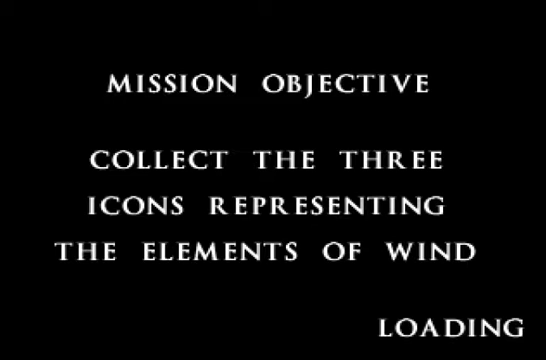 MISSION OBJECTIVE
COLLECT THE THREE
ICONS REPRESENTING
THE ELEMENTS OF WIND
LOADING